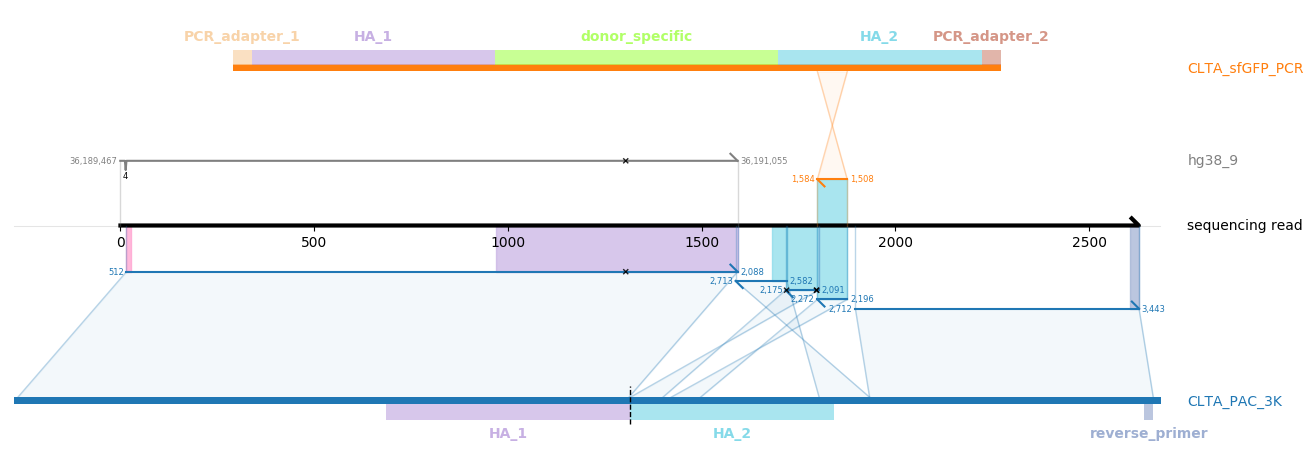 PCR_adapter_1 HA_1 donor_specific HA_2 PCR_adapter_2
CLTA_sfGFP_PCR
36,189,467 36,191,055 hg38_9
4
1,584 1,508
sequencing read
0 500 1000 1500 2000 2500
512 2,088
2,713 2,582
2,175 2,091
2,272 2,196
2,712 3,443
CLTA_PAC_3K
HA_1 HA_2 reverse_primer